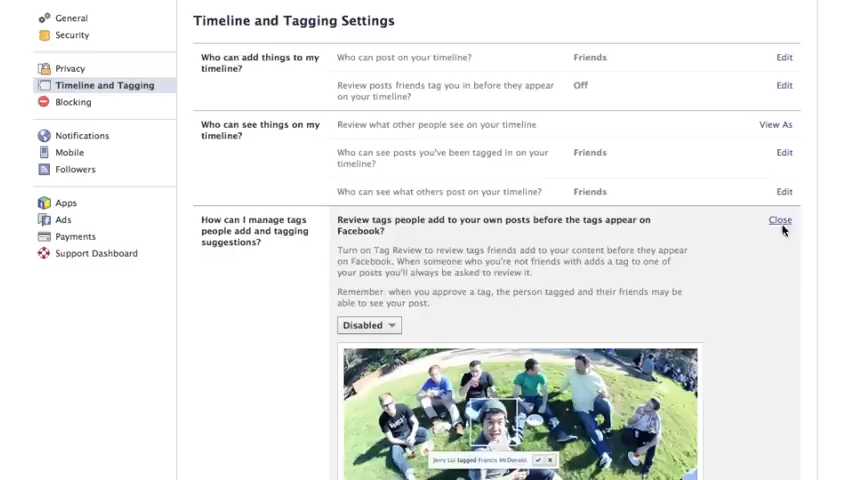 General
Security
Privacy
Timeline and Tagging
Blocking
Notifications
Mobile
Followers
Apps
Ads
Payments
Support Dashboard
Timeline and Tagging Settings
Who can add things to my
timeline?
Who can post on your timeline?
Friends
Edit
Review posts friends tag you in before they appear
on your timeline?
Off
Edit
Who can see things on my
timeline?
Review what other people see on your timeline
View As
Who can see posts you've been tagged in on your
timeline?
Friends
Edit
Who can see what others post on your timeline?
Friends
Edit
How can I manage tags
people add and tagging
suggestions?
Review tags people add to your own posts before the tags appear on
Facebook?
Close
Turn on Tag Review to review tags friends add to your content before they appear
on Facebook. When someone who you're not friends with adds a tag to one of
your posts you'll always be asked to review it.
Remember: when you approve a tag, the person tagged and their friends may be
able to see your post.
Disabled
Jerry Liu tagged Francis McDonald.